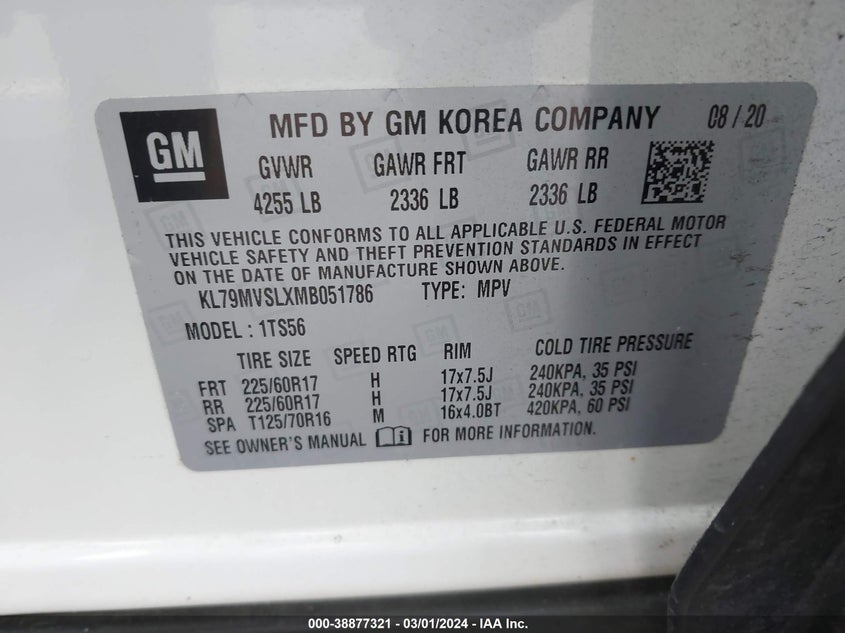 GM
MFD BY GM KOREA COMPANY 08 / 20
GVWR GAWR FRT GAWR RR
4255 LB 2336 LB 2336 LB
THIS VEHICLE CONFORMS TO ALL APPLICABLE U.S. FEDERAL MOTOR
VEHICLE SAFETY AND THEFT PREVENTION STANDARDS IN EFFECT
ON THE DATE OF MANUFACTURE SHOWN ABOVE.
KL79MVSLXMB051786 TYPE: MPV
MODEL : 1TS56
TIRE SIZE SPEED RTG RIM COLD TIRE PRESSURE
FRT 225/60R17 H 17x7.5J 240KPA, 35 PSI
RR 225/60R17 H 17x7.5J 240KPA, 35 PSI
SPA T125/70R16 M 16x4.0BT 420KPA, 60 PSI
SEE OWNER'S MANUAL FOR MORE INFORMATION.
000-38877321 - 03/01/2024 - IAA Inc.